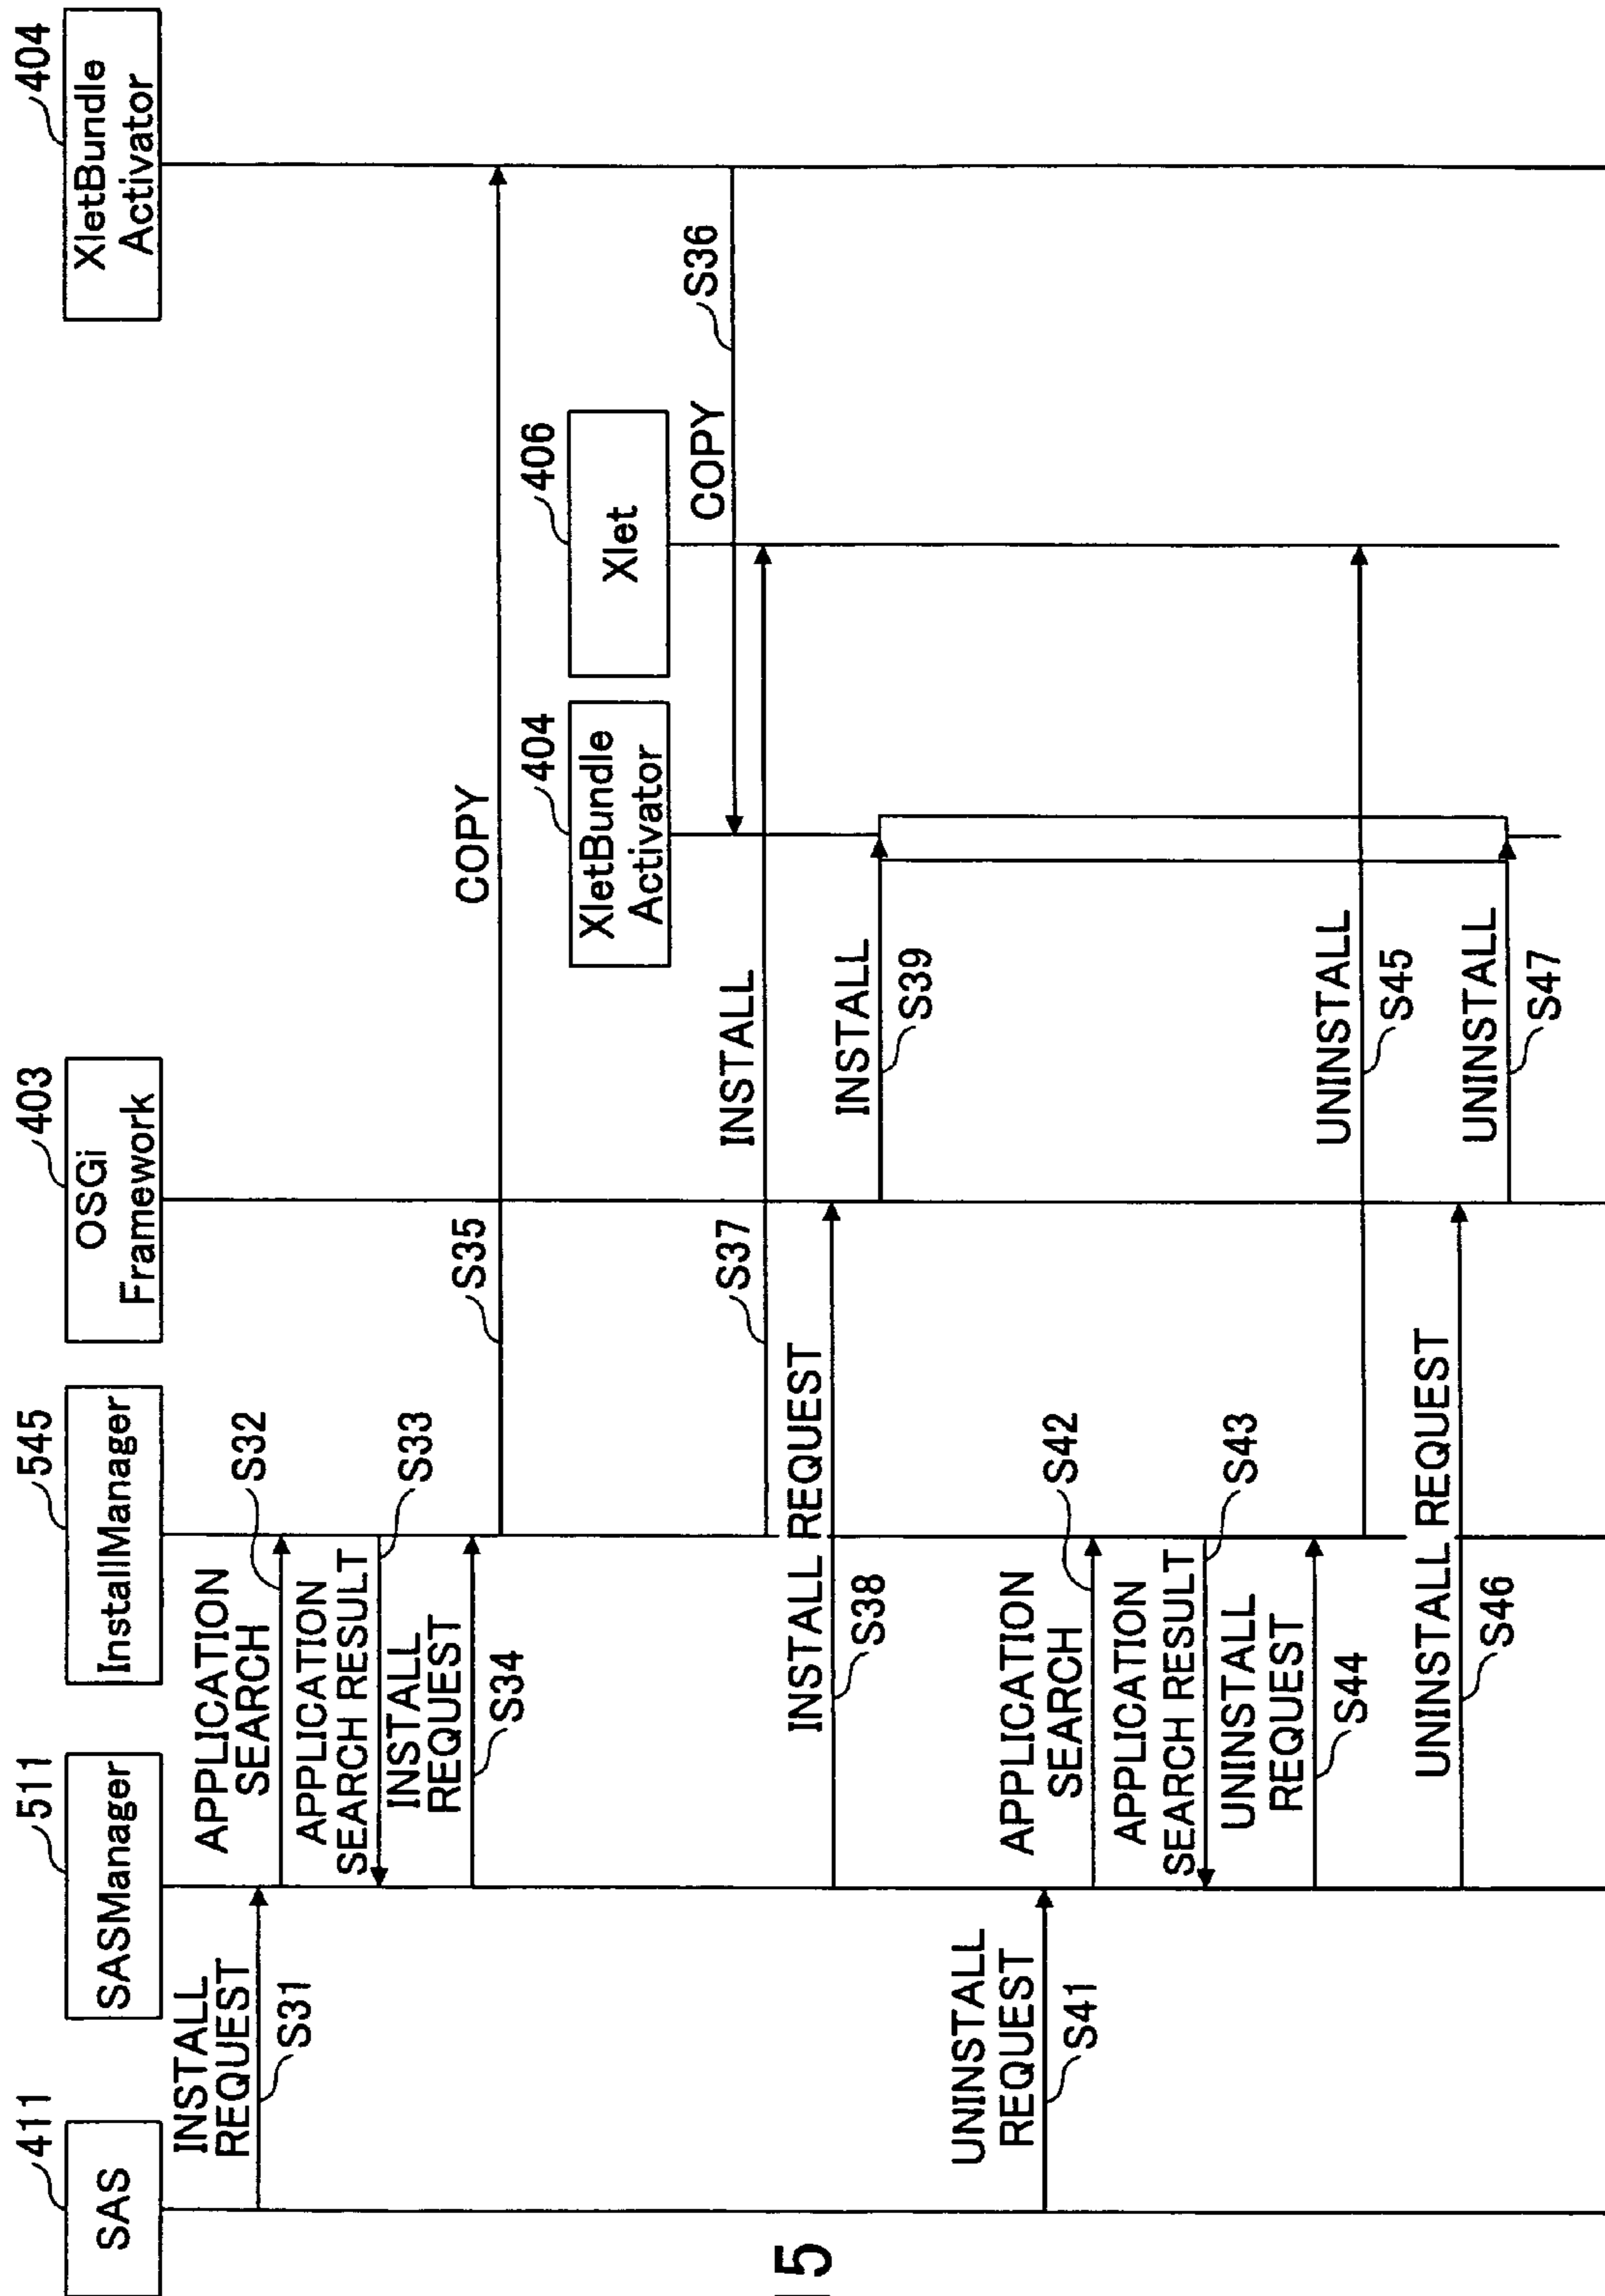 411
SAS
511
SASManager
545
InstallManager
403
OSGi
Framework
404
XletBundle
Activator
INSTALL
REQUEST
S31
APPLICATION
SEARCH
S32
APPLICATION
SEARCH RESULT
S33
INSTALL
REQUEST
S34
S35
COPY
404
XletBundle
Activator
406
Xlet
COPY
S36
S37
INSTALL
INSTALL REQUEST
S38
INSTALL
S39
UNINSTALL
REQUEST
S41
APPLICATION
SEARCH
S42
APPLICATION
SEARCH RESULT
S43
UNINSTALL
REQUEST
S44
UNINSTALL
S45
UNINSTALL REQUEST
S46
UNINSTALL
S47
5